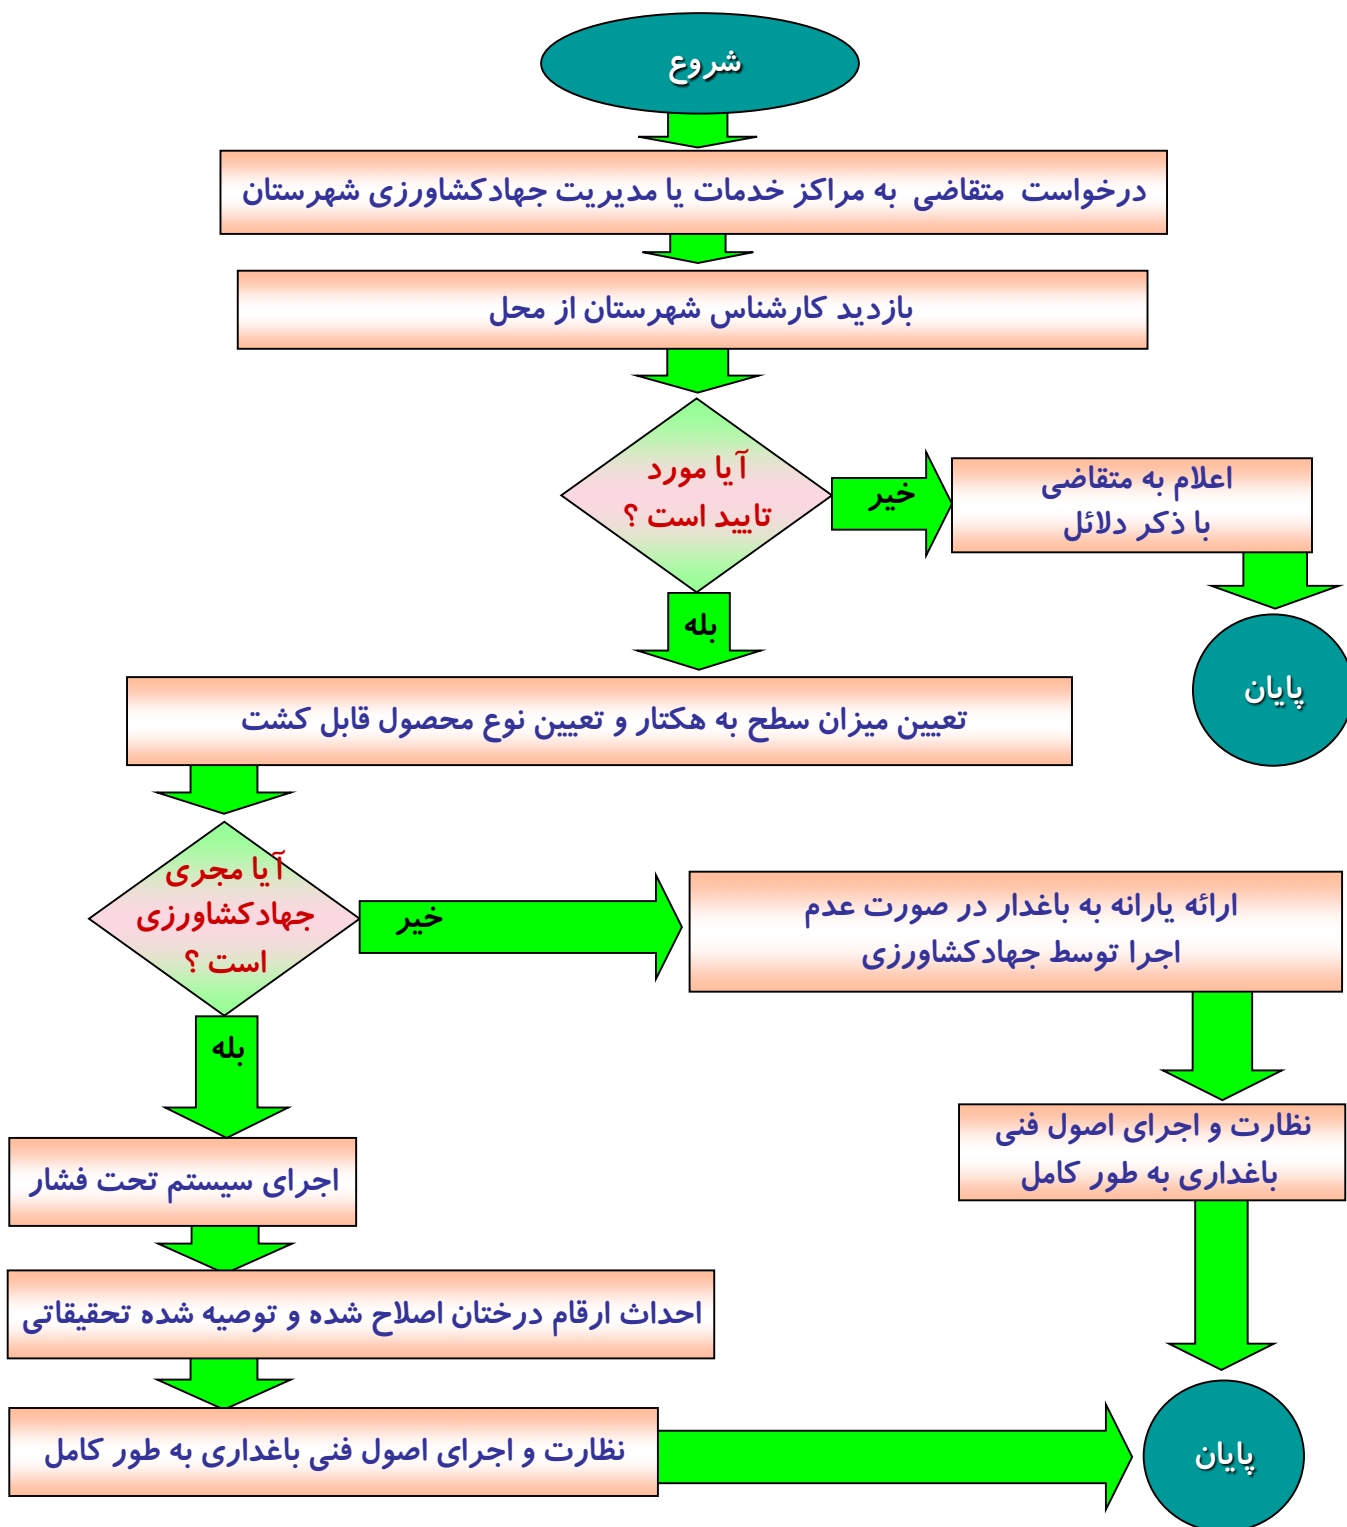 شروع
درخواست متقاضی به مراکز خدمات یا مدیریت جهادکشاورزی شهرستان
بازدید کارشناس شهرستان از محل
آیا مورد
تایید است ؟
خیر
اعلام به متقاضی
با ذکر دلائل
بله
پایان
تعیین میزان سطح به هکتار و تعیین نوع محصول قابل کشت
آیا مجری
جهادکشاورزی
است ؟
خیر
ارائه یارانه به باغدار در صورت عدم
اجرا توسط جهادکشاورزی
بله
نظارت و اجرای اصول فنی
باغداری به طور کامل
اجرای سیستم تحت فشار
احداث ارقام درختان اصلاح شده و توصیه شده تحقیقاتی
نظارت و اجرای اصول فنی باغداری به طور کامل
پایان